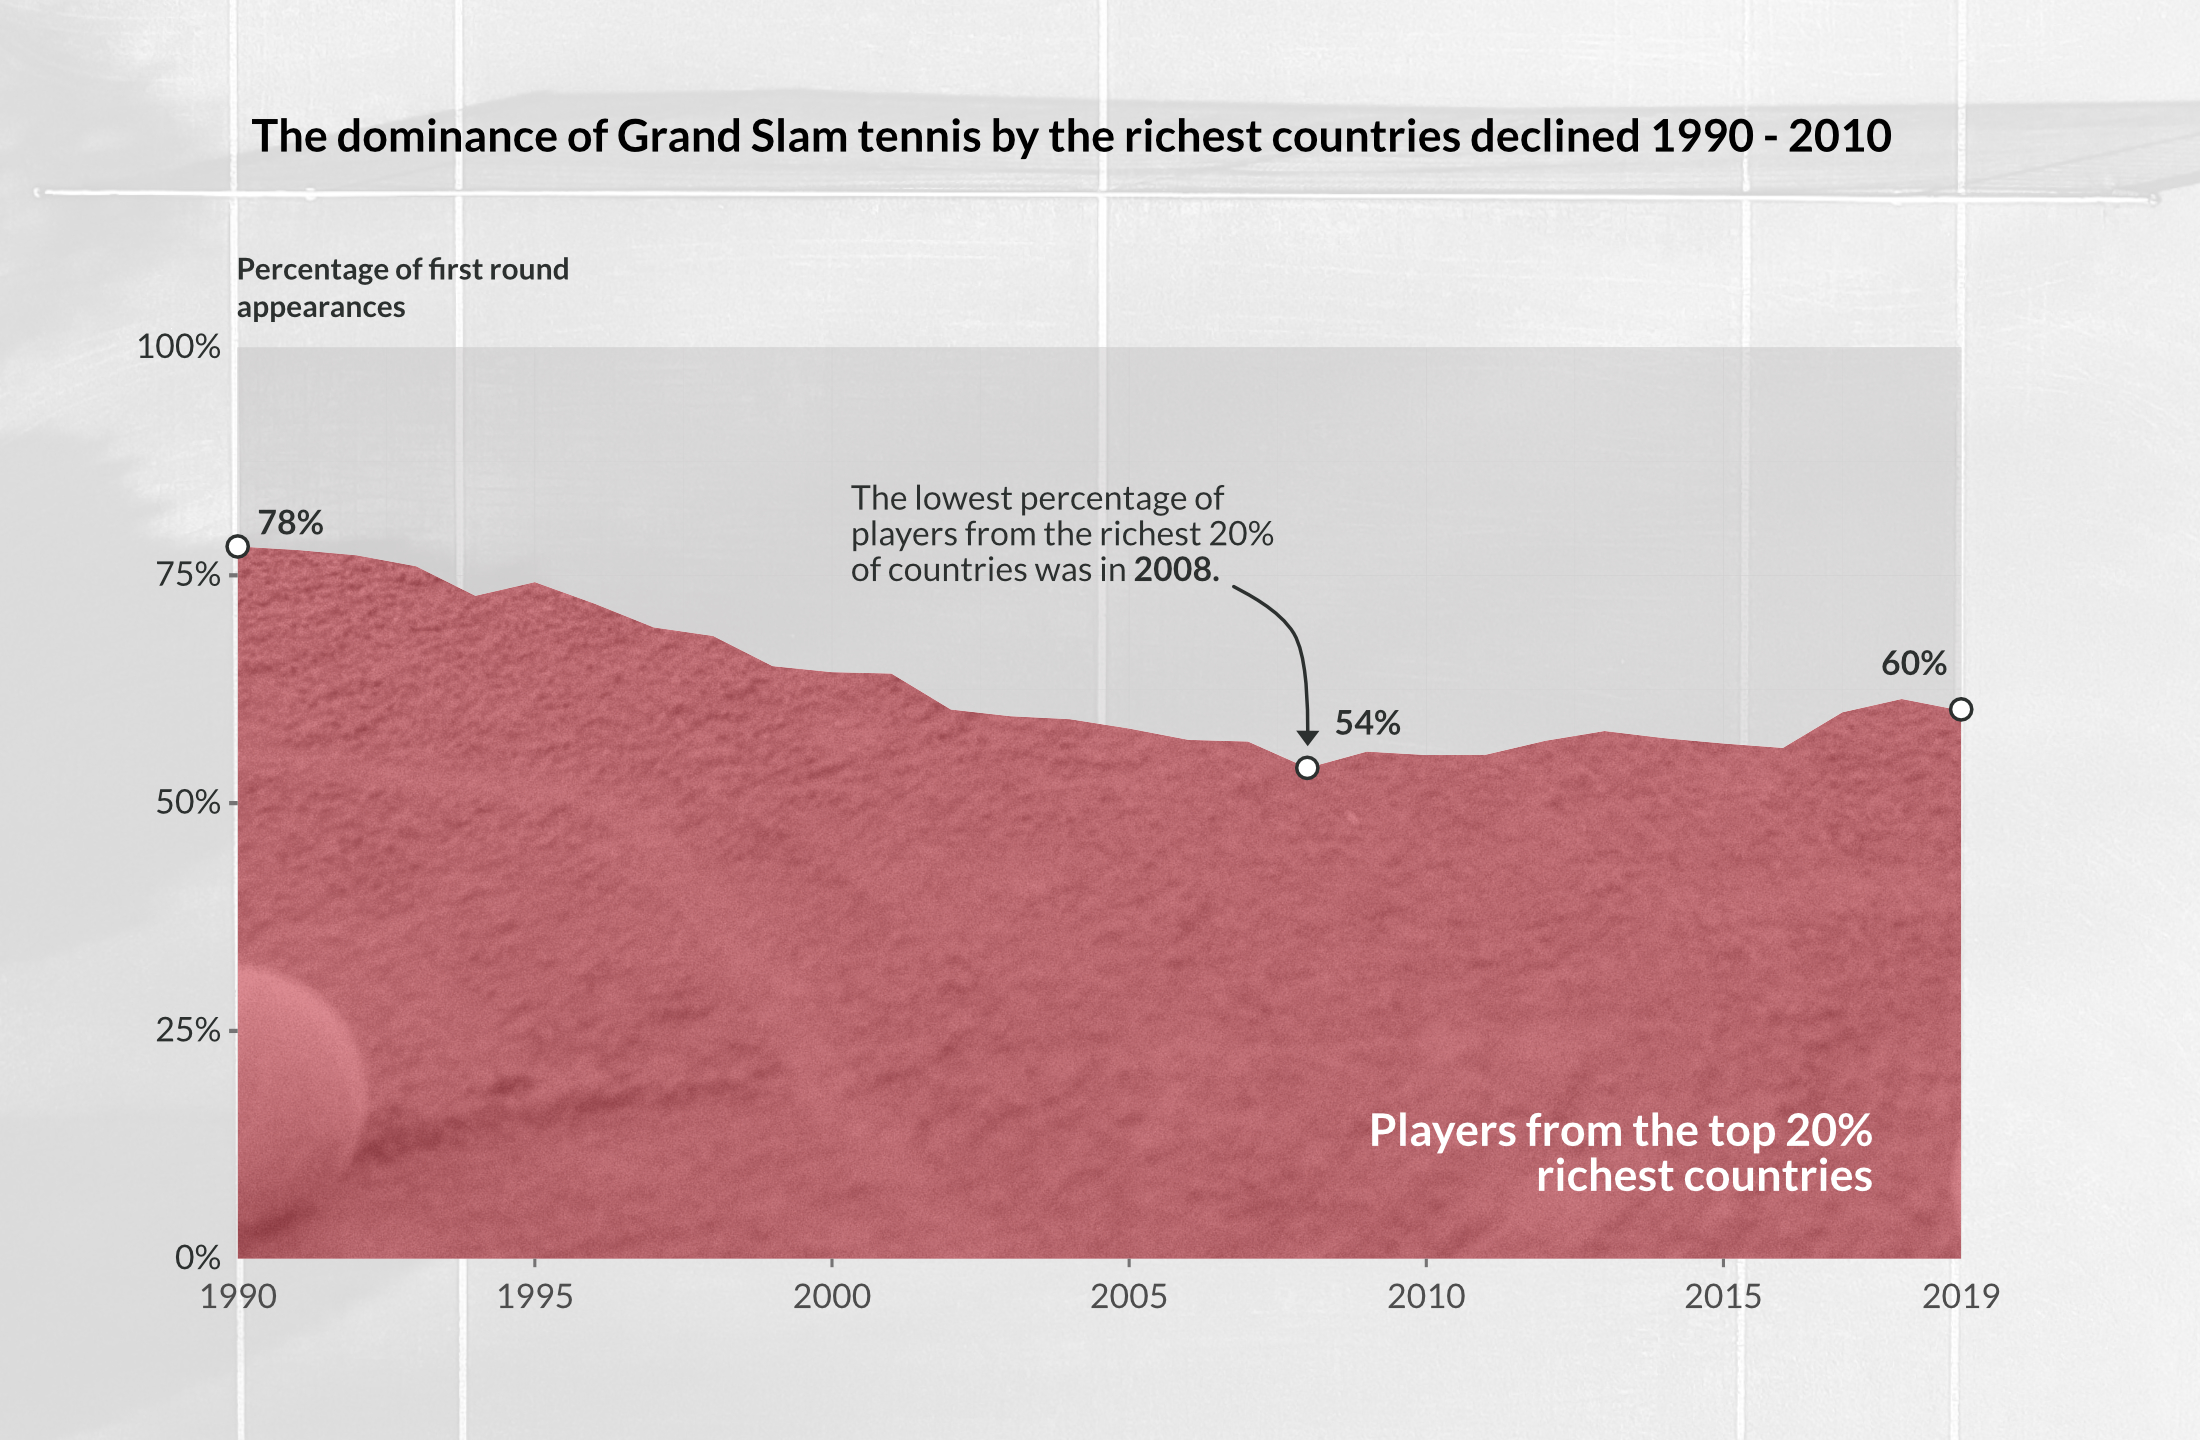 The dominance of Grand Slam tennis by the richest countries declined 1990 - 2010
Percentage of first round
appearances
100%
75%
50%
25%
0%
78%
The lowest percentage of
players from the richest 20%
of countries was in 2008.
54%
60%
Players from the top 20%
richest countries
1990
1995
2000
2005
2010
2015
2019